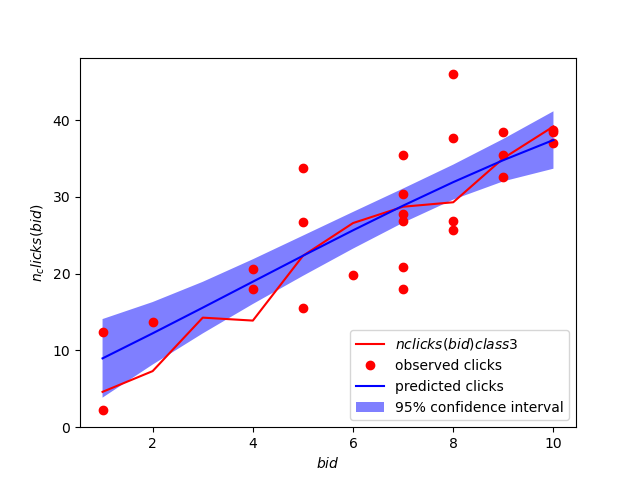 40
30
20
10
0
n_clicks(bid)
2 4 6 8 10
bid
nclicks(bid)class3
observed clicks
predicted clicks
95% confidence interval